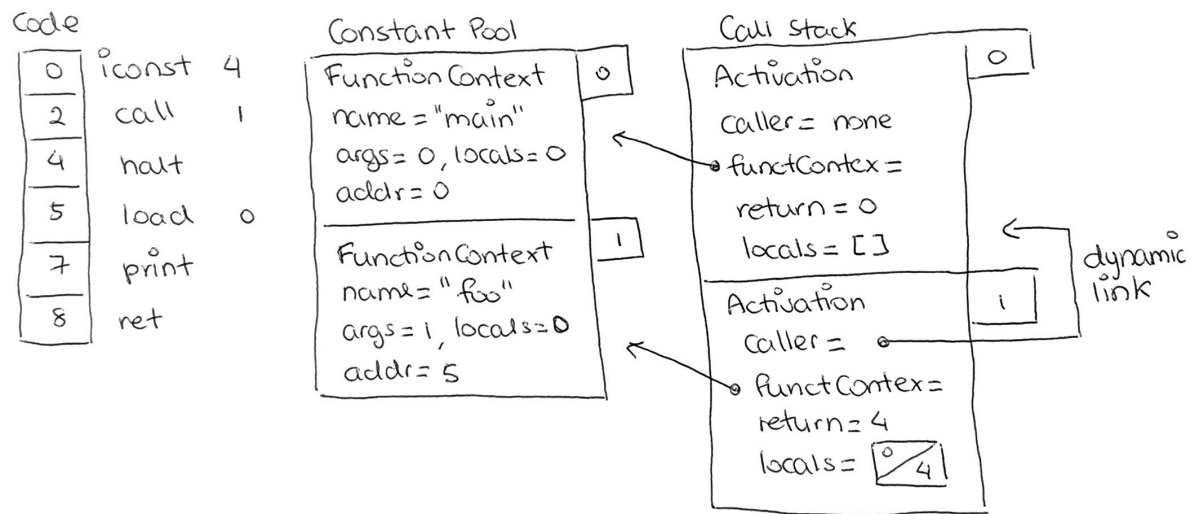 Code
0 iconst 4
2 call 1
4 halt
5 load 0
7 print
8 ret
Constant Pool
0
FunctionContext
name = "main"
args = 0, locals = 0
addr = 0
1
FunctionContext
name = "foo"
args = 1, locals = 0
addr = 5
Call stack
0
Activation
caller = none
functContex =
return = 0
locals = [ ]
1
Activation
caller =
functContex =
return = 4
locals = 0 4
dynamic
link